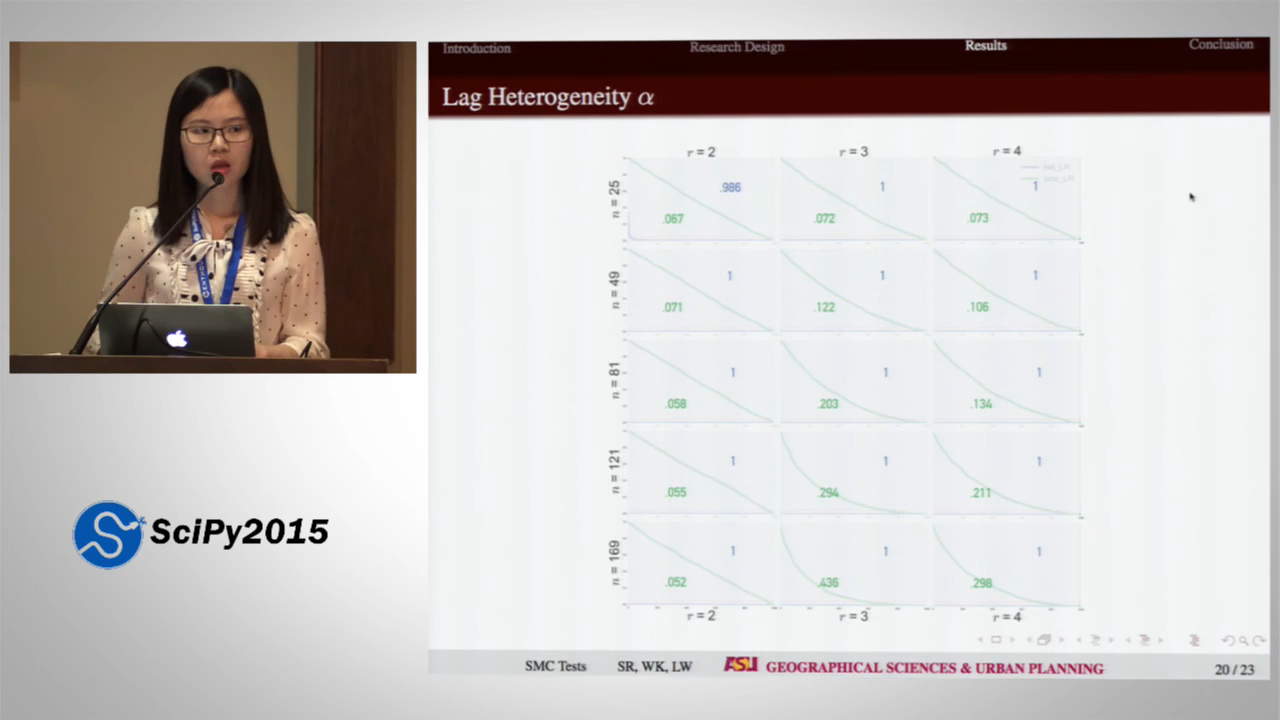 Introduction Research Design Results Conclusion
Lag Heterogeneity α
r = 2 r = 3 r = 4
n = 25
.986 1 1
.067 .072 .073
n = 49
1 1 1
.071 .122 .106
n = 81
1 1 1
.058 .203 .134
n = 121
1 1 1
.055 .294 .211
n = 169
1 1 1
.052 .436 .298
r = 2 r = 3 r = 4
SciPy2015
SMC Tests SR, WK, LW ASU GEOGRAPHICAL SCIENCES & URBAN PLANNING 20 / 23